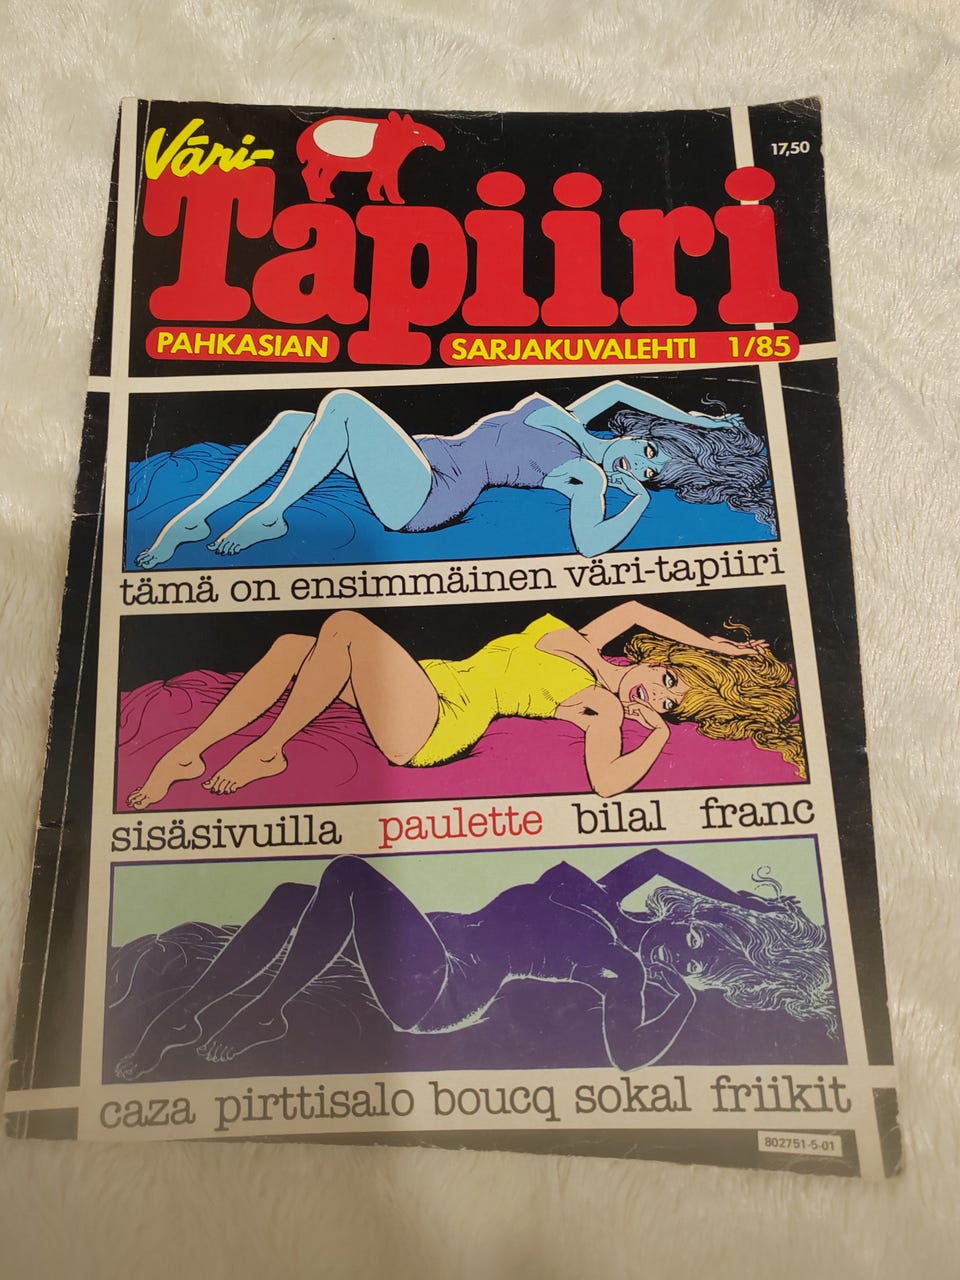 Väri-
17,50
Tapiiri
PAHKASIAN SARJAKUVALEHTI 1/85
tämä on ensimmäinen väri-tapiiri
sisäsivuilla paulette bilal franc
caza pirttisalo boucq sokal friikit
802751-5-01